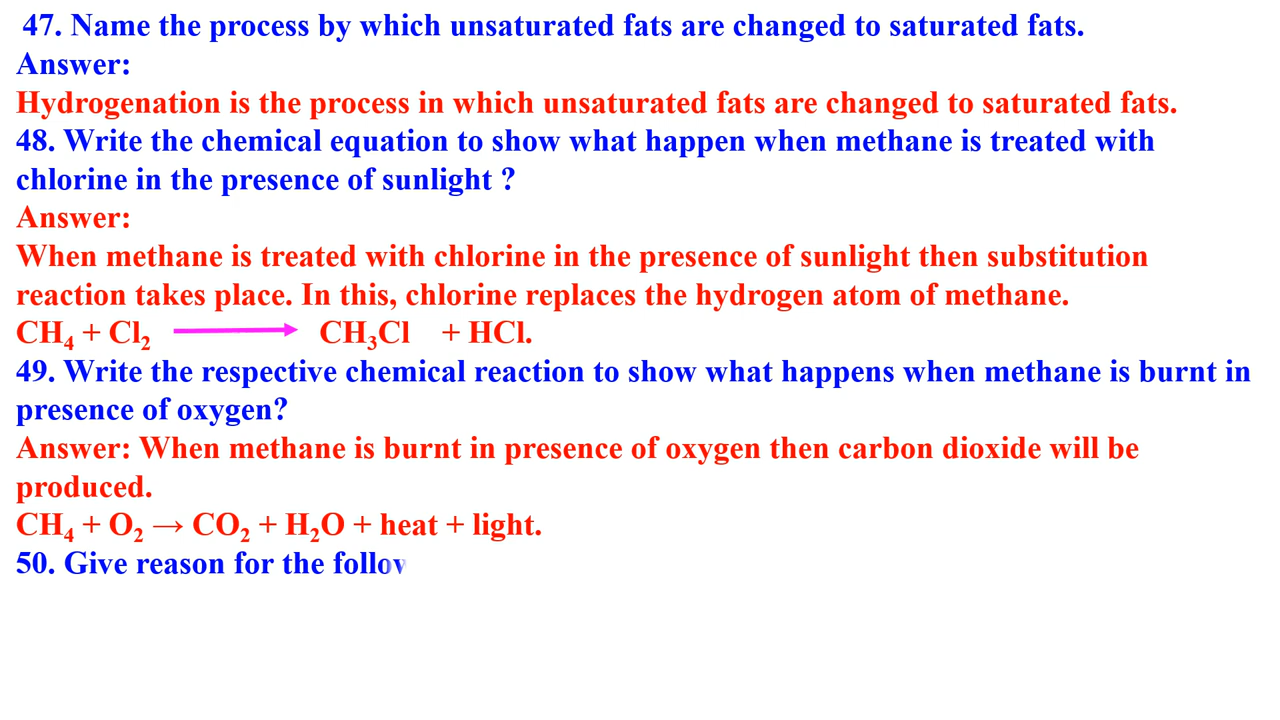 47. Name the process by which unsaturated fats are changed to saturated fats.
Answer:
Hydrogenation is the process in which unsaturated fats are changed to saturated fats.
48. Write the chemical equation to show what happen when methane is treated with
chlorine in the presence of sunlight ?
Answer:
When methane is treated with chlorine in the presence of sunlight then substitution
reaction takes place. In this, chlorine replaces the hydrogen atom of methane.
CH₄ + Cl₂ ⟶ CH₃Cl + HCl.
49. Write the respective chemical reaction to show what happens when methane is burnt in
presence of oxygen?
Answer: When methane is burnt in presence of oxygen then carbon dioxide will be
produced.
CH₄ + O₂ → CO₂ + H₂O + heat + light.
50. Give reason for the